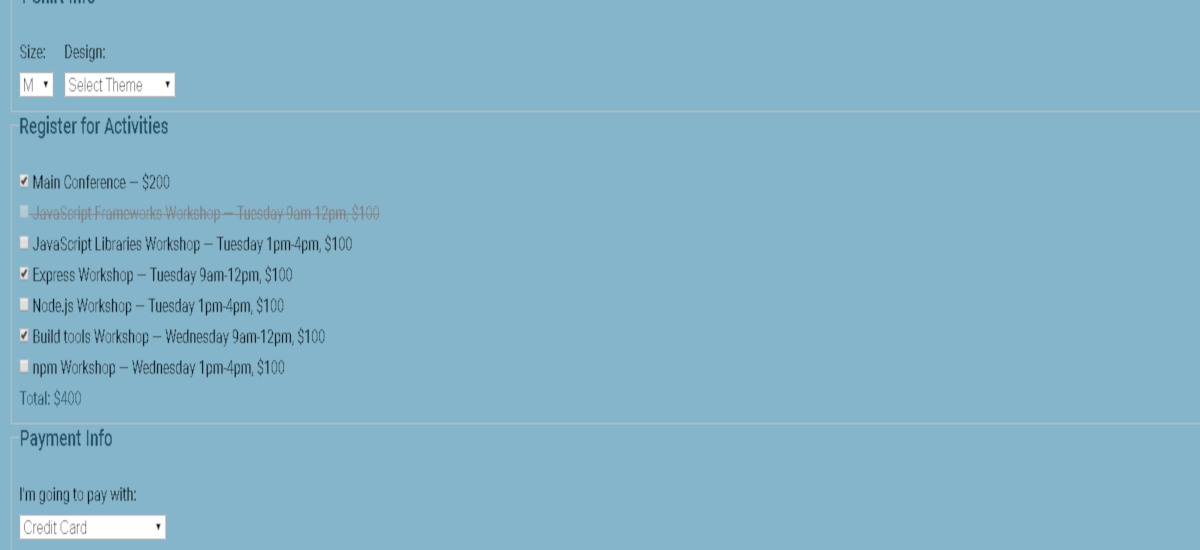 T-Shirt Info
Size: Design:
M Select Theme
Register for Activities
Main Conference — $200
JavaScript Frameworks Workshop — Tuesday 9am-12pm, $100
JavaScript Libraries Workshop — Tuesday 1pm-4pm, $100
Express Workshop — Tuesday 9am-12pm, $100
Node.js Workshop — Tuesday 1pm-4pm, $100
Build tools Workshop — Wednesday 9am-12pm, $100
npm Workshop — Wednesday 1pm-4pm, $100
Total: $400
Payment Info
I'm going to pay with:
Credit Card